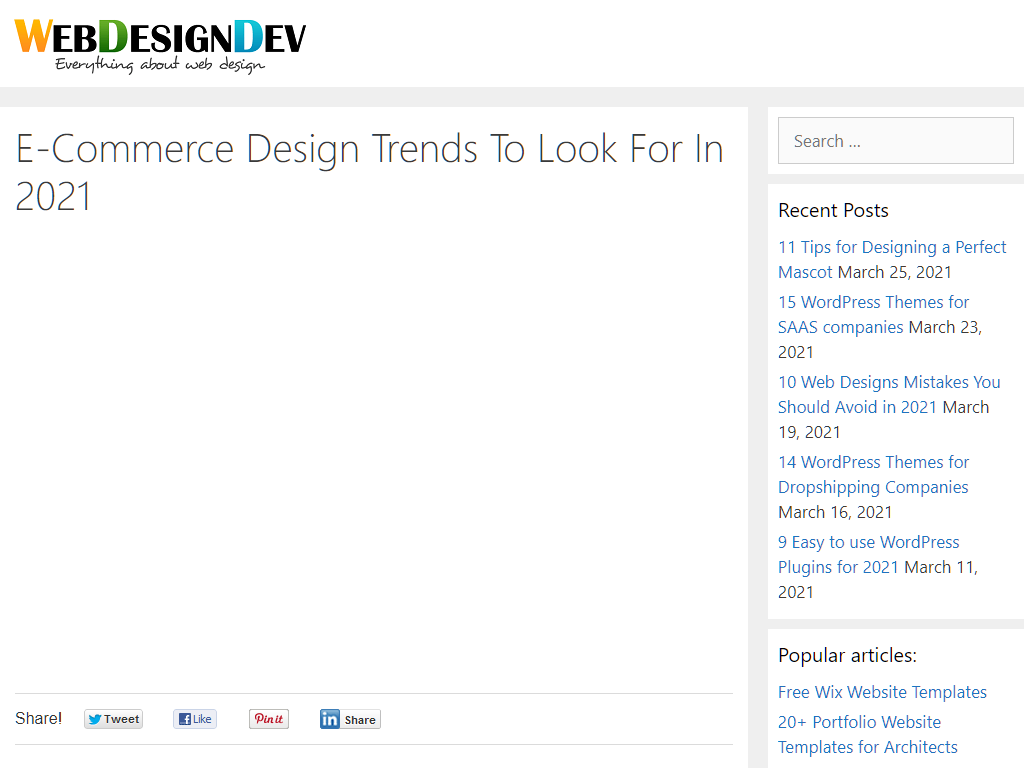 WEBDESIGNDEV
Everything about web design
E-Commerce Design Trends To Look For In
2021
Share!
Tweet
Like
Pin it
in Share
Search ...
Recent Posts
11 Tips for Designing a Perfect
Mascot March 25, 2021
15 WordPress Themes for
SAAS companies March 23,
2021
10 Web Designs Mistakes You
Should Avoid in 2021 March
19, 2021
14 WordPress Themes for
Dropshipping Companies
March 16, 2021
9 Easy to use WordPress
Plugins for 2021 March 11,
2021
Popular articles:
Free Wix Website Templates
20+ Portfolio Website
Templates for Architects